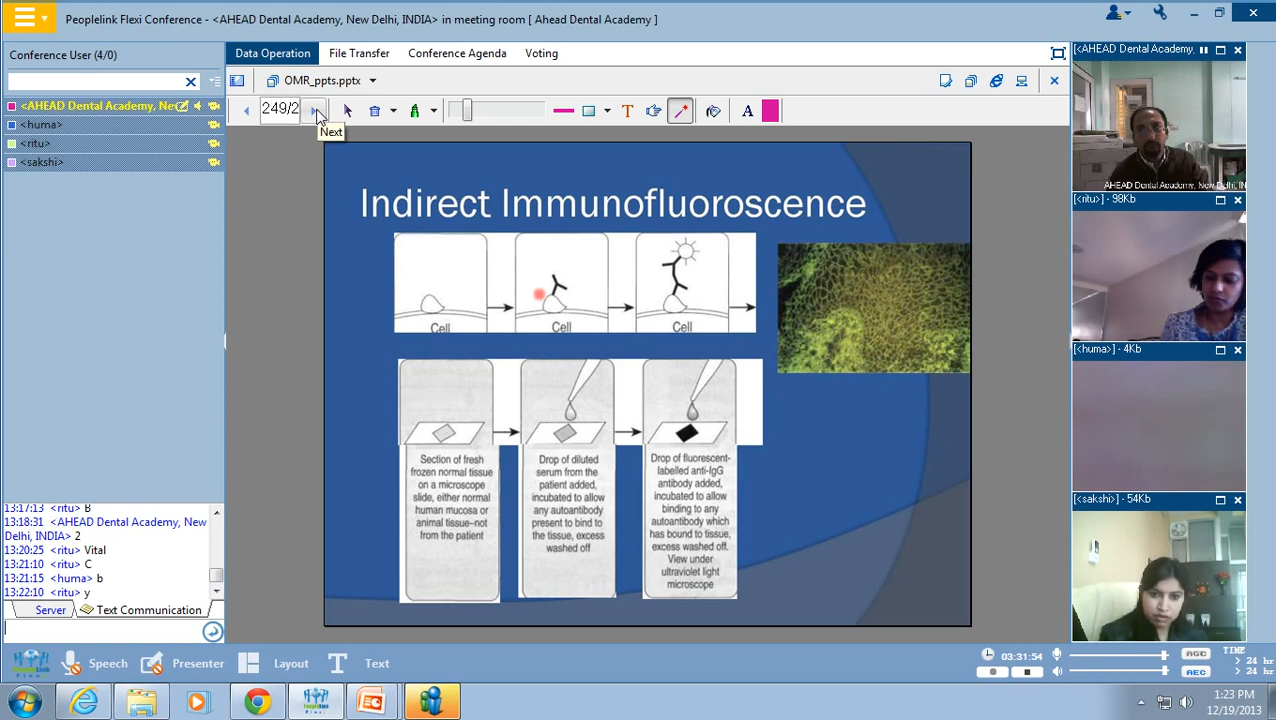 Peoplelink Flexi Conference - <AHEAD Dental Academy, New Delhi, INDIA> in meeting room [ Ahead Dental Academy ]
Conference User (4/0)
Data Operation
File Transfer
Conference Agenda
Voting
OMR_ppts.pptx
<AHEAD Dental Academy, Ne
<huma>
<ritu>
<sakshi>
249/2
T
A
Next
Indirect Immunofluoroscence
Cell
Cell
Cell
Section of fresh
frozen normal tissue
on a microscope
slide, either normal
human mucosa or
animal tissue–not
from the patient
Drop of diluted
serum from the
patient added,
incubated to allow
any autoantibody
present to bind to
the tissue, excess
washed off
Drop of fluorescent-
labelled anti-IgG
antibody added,
incubated to allow
binding to any
autoantibody which
has bound to tissue,
excess washed off.
View under
ultraviolet light
microscope
[<AHEAD Dental Academy,
AHEAD Dental Academy, New Delhi, IN
[<ritu>] - 98Kb
[<huma>] - 4Kb
[<sakshi>] - 54Kb
13:17:13 <ritu> B
13:18:31 <AHEAD Dental Academy, New
Delhi, INDIA> 2
13:20:25 <ritu> Vital
13:21:10 <ritu> C
13:21:15 <huma> b
13:22:10 <ritu> y
Server
Text Communication
Speech
Presenter
Layout
T
Text
03:31:54
AGC
AEC
TIME
> 24 hr
> 24 hr
1:23 PM
12/19/2013